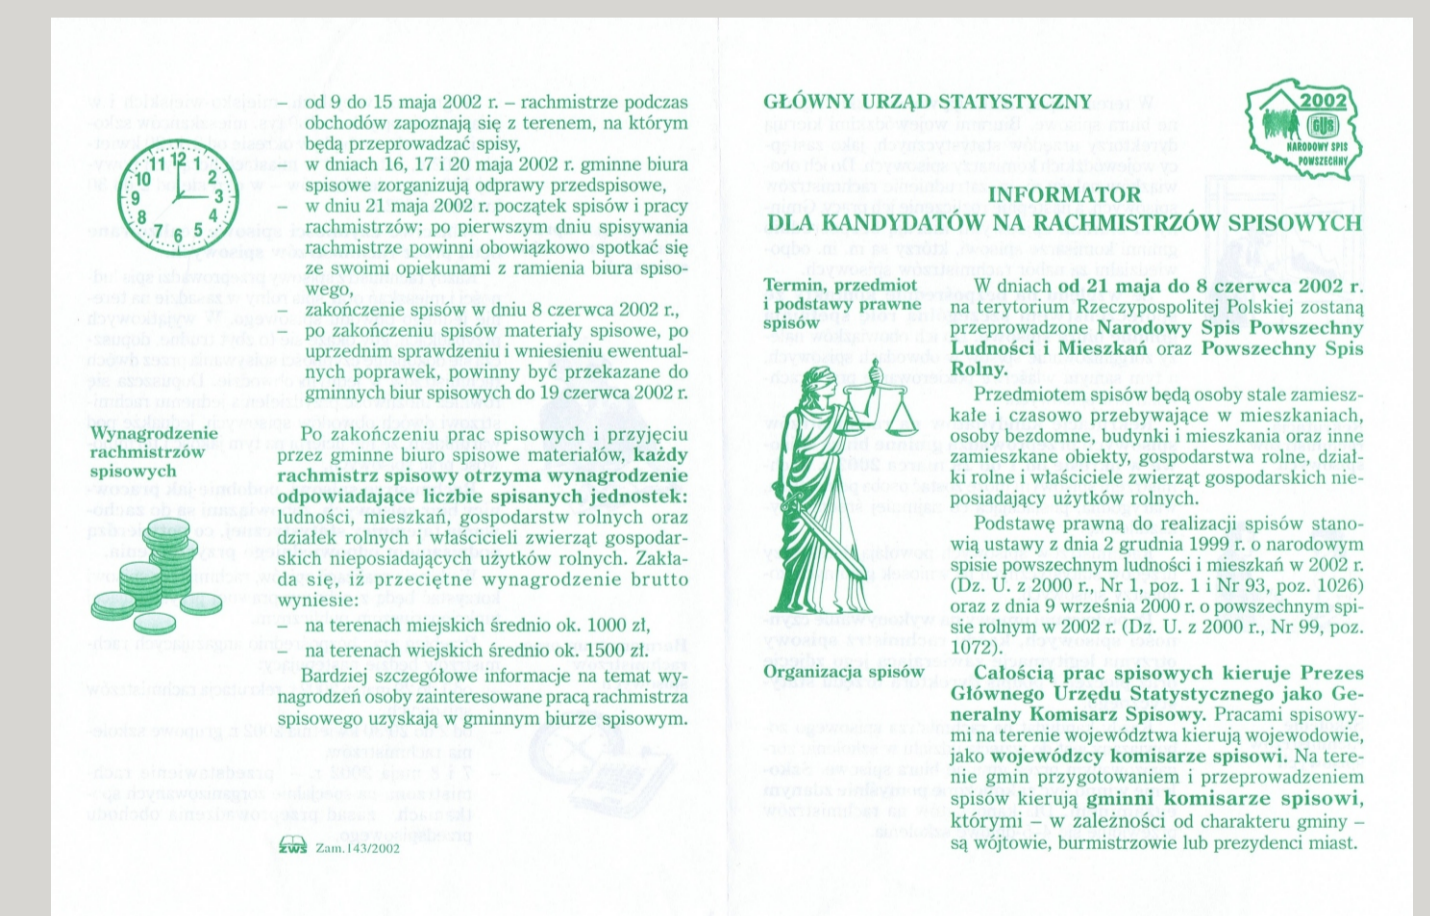 – od 9 do 15 maja 2002 r. – rachmistrze podczas
obchodów zapoznają się z terenem, na którym
będą przeprowadzać spisy,
– w dniach 16, 17 i 20 maja 2002 r. gminne biura
spisowe zorganizują odprawy przedspisowe,
– w dniu 21 maja 2002 r. początek spisów i pracy
rachmistrzów; po pierwszym dniu spisywania
rachmistrze powinni obowiązkowo spotkać się
ze swoimi opiekunami z ramienia biura spiso-
wego,
– zakończenie spisów w dniu 8 czerwca 2002 r.,
– po zakończeniu spisów materiały spisowe, po
uprzednim sprawdzeniu i wniesieniu ewentual-
nych poprawek, powinny być przekazane do
gminnych biur spisowych do 19 czerwca 2002 r.
11 12 1
10 2
9 3
8 4
7 6 5
Wynagrodzenie
rachmistrzów
spisowych
Po zakończeniu prac spisowych i przyjęciu
przez gminne biuro spisowe materiałów, każdy
rachmistrz spisowy otrzyma wynagrodzenie
odpowiadające liczbie spisanych jednostek:
ludności, mieszkań, gospodarstw rolnych oraz
działek rolnych i właścicieli zwierząt gospodar-
skich nieposiadających użytków rolnych. Zakła-
da się, iż przeciętne wynagrodzenie brutto
wyniesie:
– na terenach miejskich średnio ok. 1000 zł,
– na terenach wiejskich średnio ok. 1500 zł.
Bardziej szczegółowe informacje na temat wy-
nagrodzeń osoby zainteresowane pracą rachmistrza
spisowego uzyskają w gminnym biurze spisowym.
ZWS Zam. 143/2002
GŁÓWNY URZĄD STATYSTYCZNY
2002
GUS
NARODOWY SPIS
POWSZECHNY
INFORMATOR
DLA KANDYDATÓW NA RACHMISTRZÓW SPISOWYCH
Termin, przedmiot
i podstawy prawne
spisów
W dniach od 21 maja do 8 czerwca 2002 r.
na terytorium Rzeczypospolitej Polskiej zostaną
przeprowadzone Narodowy Spis Powszechny
Ludności i Mieszkań oraz Powszechny Spis
Rolny.
Przedmiotem spisów będą osoby stale zamiesz-
kałe i czasowo przebywające w mieszkaniach,
osoby bezdomne, budynki i mieszkania oraz inne
zamieszkane obiekty, gospodarstwa rolne, dział-
ki rolne i właściciele zwierząt gospodarskich nie-
posiadający użytków rolnych.
Podstawę prawną do realizacji spisów stano-
wią ustawy z dnia 2 grudnia 1999 r. o narodowym
spisie powszechnym ludności i mieszkań w 2002 r.
(Dz. U. z 2000 r., Nr 1, poz. 1 i Nr 93, poz. 1026)
oraz z dnia 9 września 2000 r. o powszechnym spi-
sie rolnym w 2002 r. (Dz. U. z 2000 r., Nr 99, poz.
1072).
Organizacja spisów
Całością prac spisowych kieruje Prezes
Głównego Urzędu Statystycznego jako Ge-
neralny Komisarz Spisowy. Pracami spisowy-
mi na terenie województwa kierują wojewodowie,
jako wojewódzcy komisarze spisowi. Na tere-
nie gmin przygotowaniem i przeprowadzeniem
spisów kierują gminni komisarze spisowi,
którymi – w zależności od charakteru gminy –
są wójtowie, burmistrzowie lub prezydenci miast.